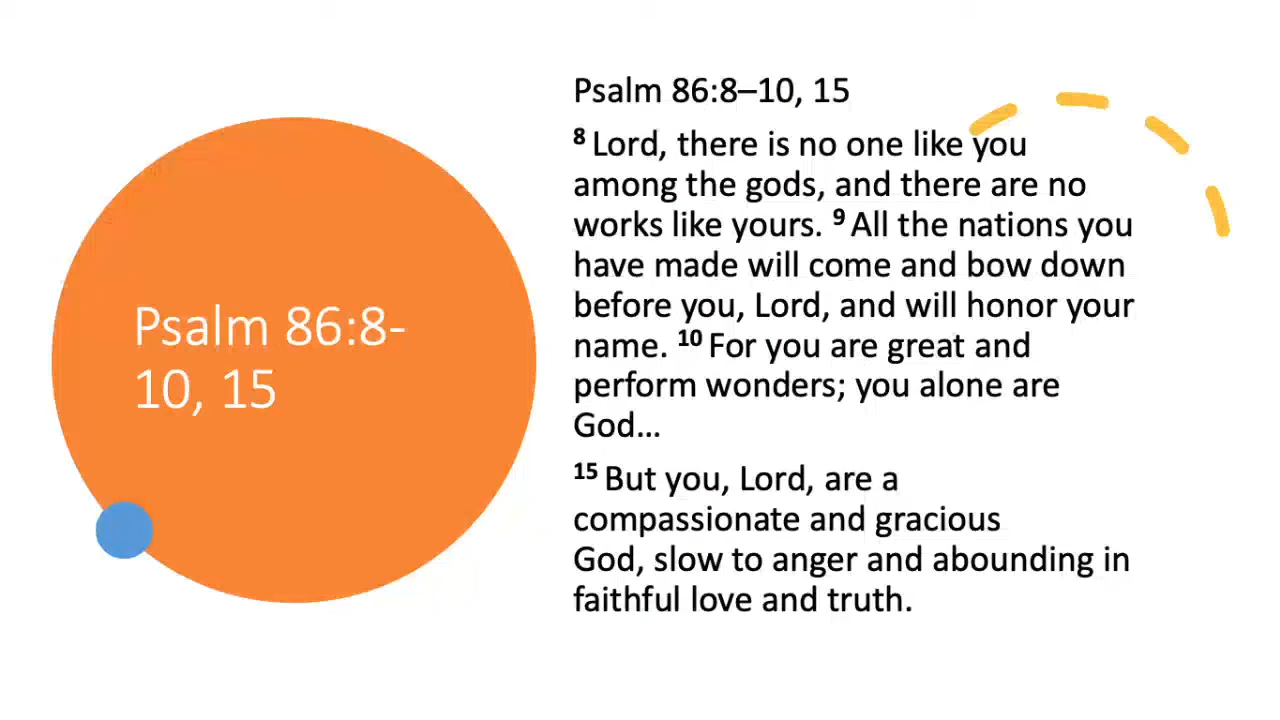 Psalm 86:8-
10, 15
Psalm 86:8–10, 15
8 Lord, there is no one like you
among the gods, and there are no
works like yours. 9 All the nations you
have made will come and bow down
before you, Lord, and will honor your
name. 10 For you are great and
perform wonders; you alone are
God…
15 But you, Lord, are a
compassionate and gracious
God, slow to anger and abounding in
faithful love and truth.